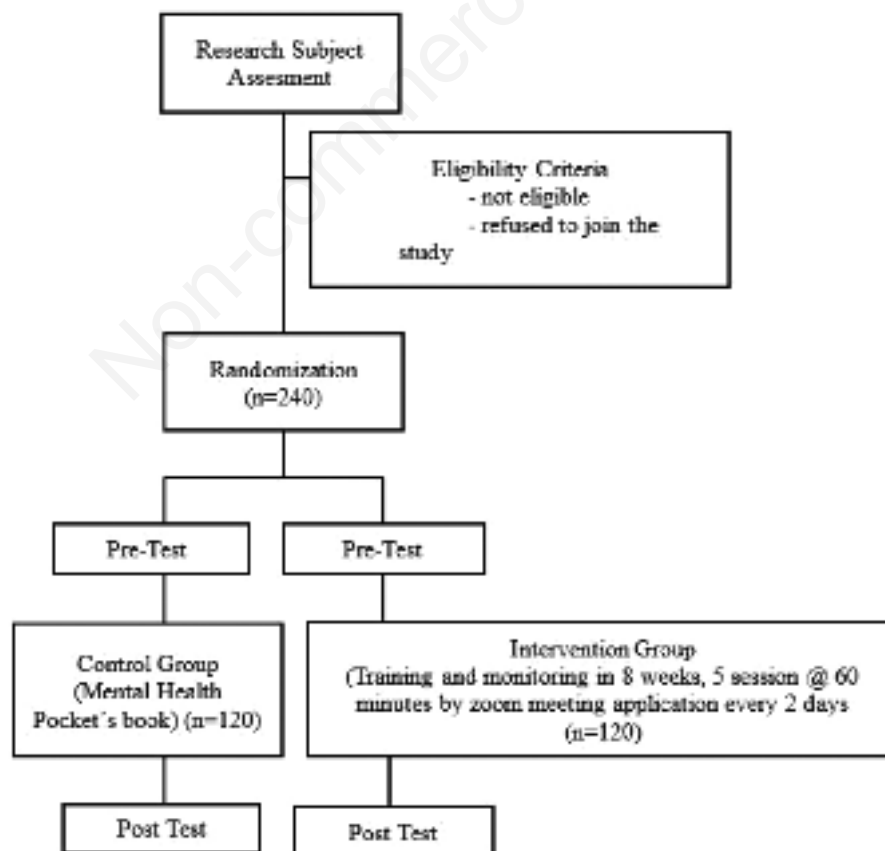 Research Subject
Assesment
Eligibility Criteria
- not eligible
- refused to join the
study
Randomization
(n=240)
Pre-Test
Pre-Test
Control Group
(Mental Health
Pocket´s book) (n=120)
Intervention Group
(Training and monitoring in 8 weeks, 5 session @ 60
minutes by zoom meeting application every 2 days
(n=120)
Post Test
Post Test
Non-commerc